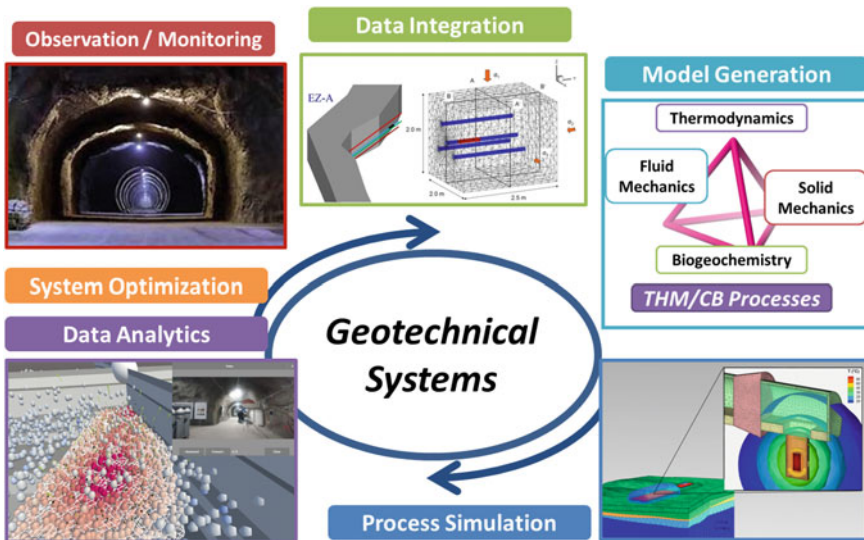 Observation / Monitoring
Data Integration
EZ-A
A
B
B'
A'
2.0 m
2.0 m
2.5 m
Model Generation
Thermodynamics
Fluid
Mechanics
Solid
Mechanics
Biogeochemistry
THM/CB Processes
System Optimization
Data Analytics
Geotechnical
Systems
Process Simulation